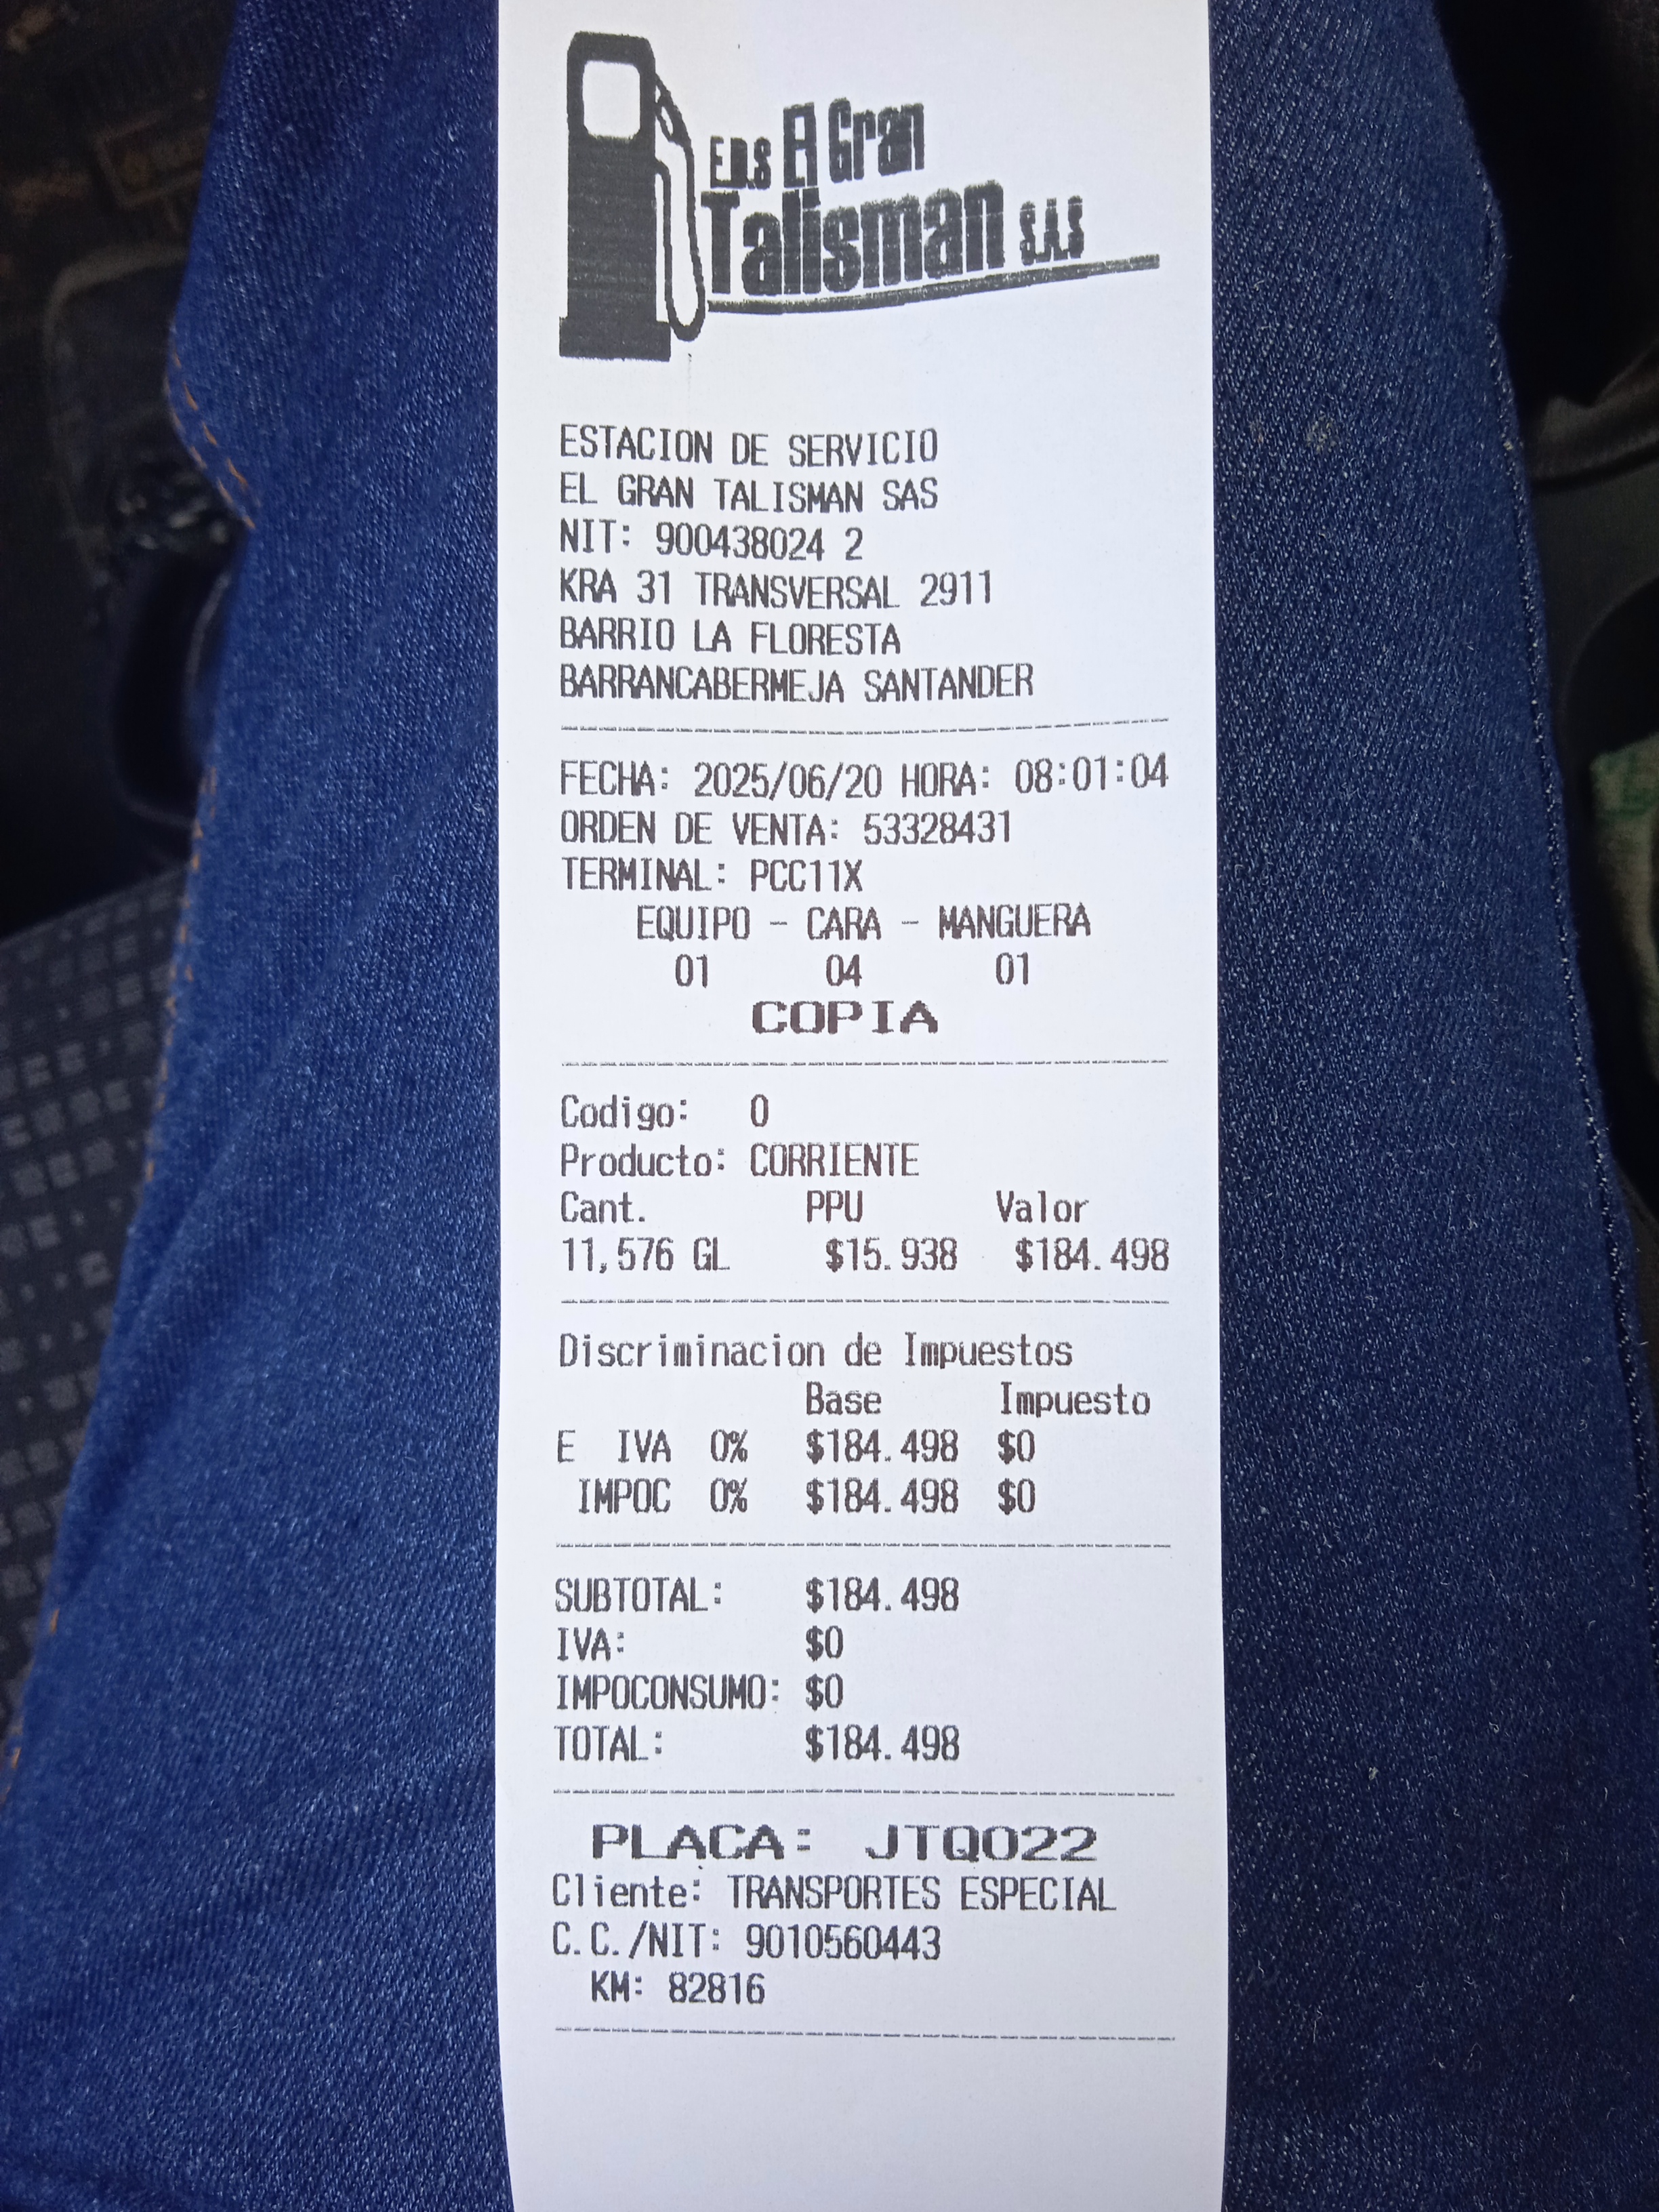 E.D.S El Gran
Talisman S.A.S
ESTACION DE SERVICIO
EL GRAN TALISMAN SAS
NIT: 900438024 2
KRA 31 TRANSVERSAL 2911
BARRIO LA FLORESTA
BARRANCABERMEJA SANTANDER
FECHA: 2025/06/20 HORA: 08:01:04
ORDEN DE VENTA: 53328431
TERMINAL: PCC11X
EQUIPO - CARA - MANGUERA
01 04 01
COPIA
Codigo: 0
Producto: CORRIENTE
Cant. PPU Valor
11,576 GL $15.938 $184.498
Discriminacion de Impuestos
Base Impuesto
E IVA 0% $184.498 $0
IMPOC 0% $184.498 $0
SUBTOTAL: $184.498
IVA: $0
IMPOCONSUMO: $0
TOTAL: $184.498
PLACA: JTQ022
Cliente: TRANSPORTES ESPECIAL
C.C./NIT: 9010560443
KM: 82816